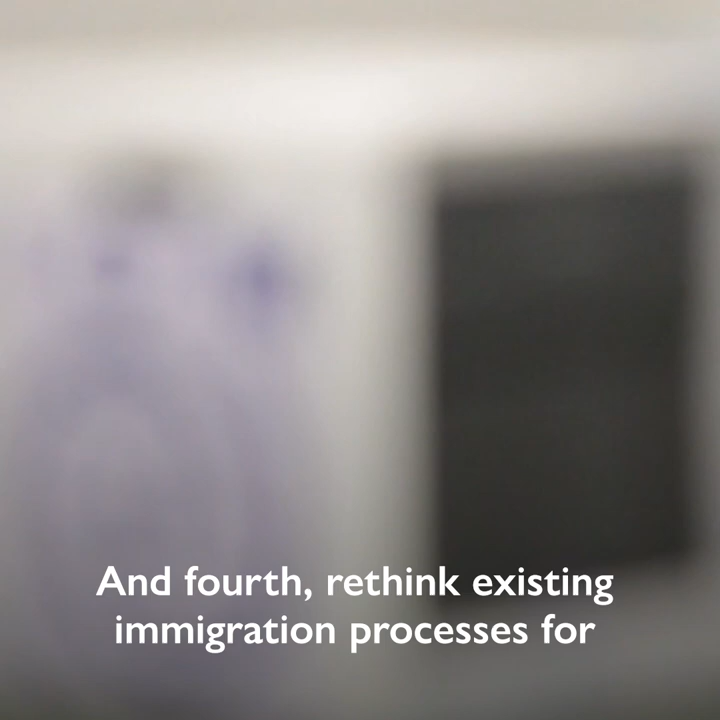 And fourth, rethink existing
immigration processes for